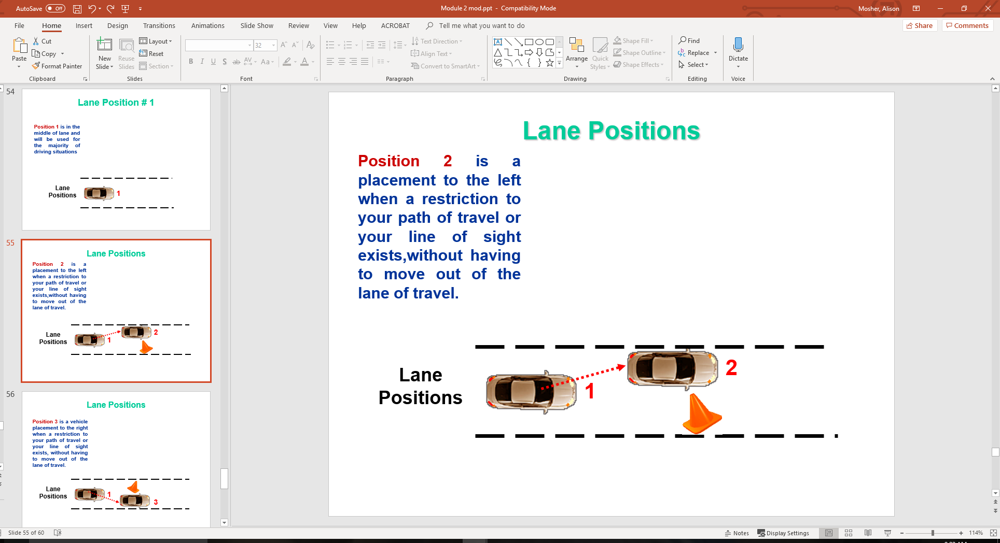 AutoSave Off
Module 2 mod.ppt - Compatibility Mode
Mosher, Alison
File Home Insert Design Transitions Animations Slide Show Review View Help ACROBAT Tell me what you want to do
Share Comments
Paste
Cut
Copy
Format Painter
Clipboard
New Slide
Reuse Slides
Layout
Reset
Section
Slides
32
B I U S ab AV Aa A
Font
Text Direction
Align Text
Convert to SmartArt
Paragraph
Arrange
Quick Styles
Shape Fill
Shape Outline
Shape Effects
Drawing
Find
Replace
Select
Editing
Dictate
Voice
54
Lane Position # 1
Position 1 is in the
middle of lane and
will be used for
the majority of
driving situations
Lane
Positions
1
55
Lane Positions
Position 2 is a
placement to the left
when a restriction to
your path of travel or
your line of sight
exists,without having
to move out of the
lane of travel.
Lane
Positions
1
2
56
Lane Positions
Position 3 is a vehicle
placement to the right
when a restriction to
your path of travel or
your line of sight
exists, without having
to move out of the
lane of travel.
Lane
Positions
1
3
Lane Positions
Position 2 is a
placement to the left
when a restriction to
your path of travel or
your line of sight
exists,without having
to move out of the
lane of travel.
Lane
Positions
1
2
Slide 55 of 60
Notes Display Settings 114%